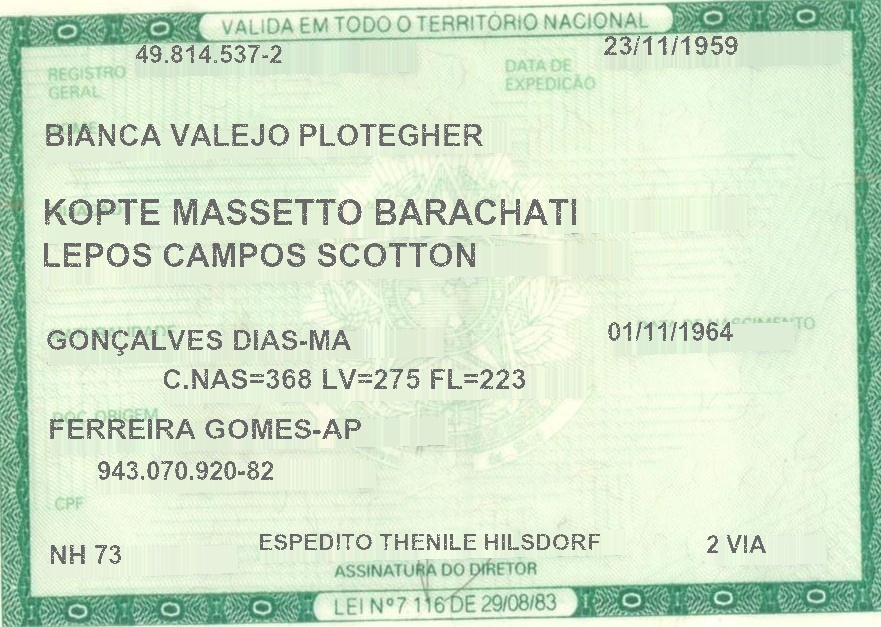 VALIDA EM TODO O TERRITÓRIO NACIONAL
REGISTRO GERAL 49.814.537-2 DATA DE EXPEDIÇÃO 23/11/1959
BIANCA VALEJO PLOTEGHER
KOPTE MASSETTO BARACHATI
LEPOS CAMPOS SCOTTON
GONÇALVES DIAS-MA 01/11/1964
C.NAS=368 LV=275 FL=223
DOC ORIGEM
FERREIRA GOMES-AP
943.070.920-82
CPF
NH 73 ESPEDITO THENILE HILSDORF 2 VIA
ASSINATURA DO DIRETOR
LEI Nº 7.116 DE 29/08/83